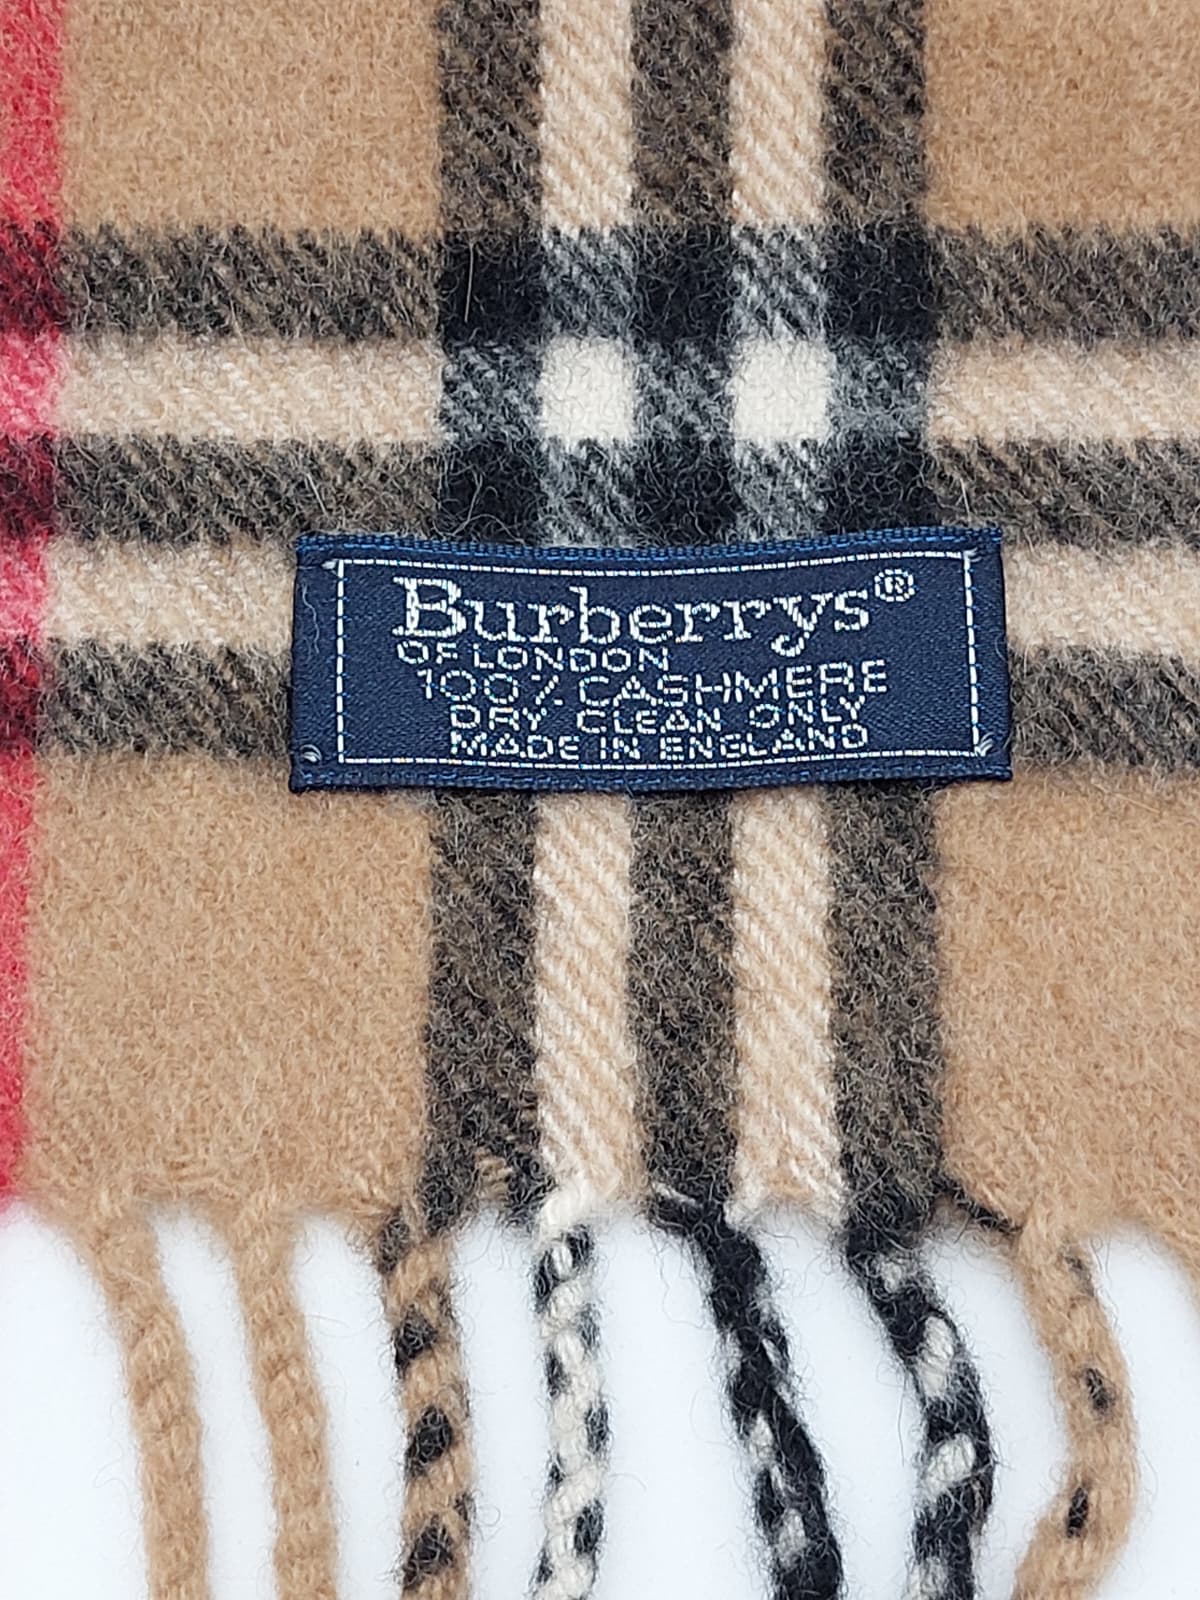 Burberrys®
OF LONDON
100% CASHMERE
DRY CLEAN ONLY
MADE IN ENGLAND